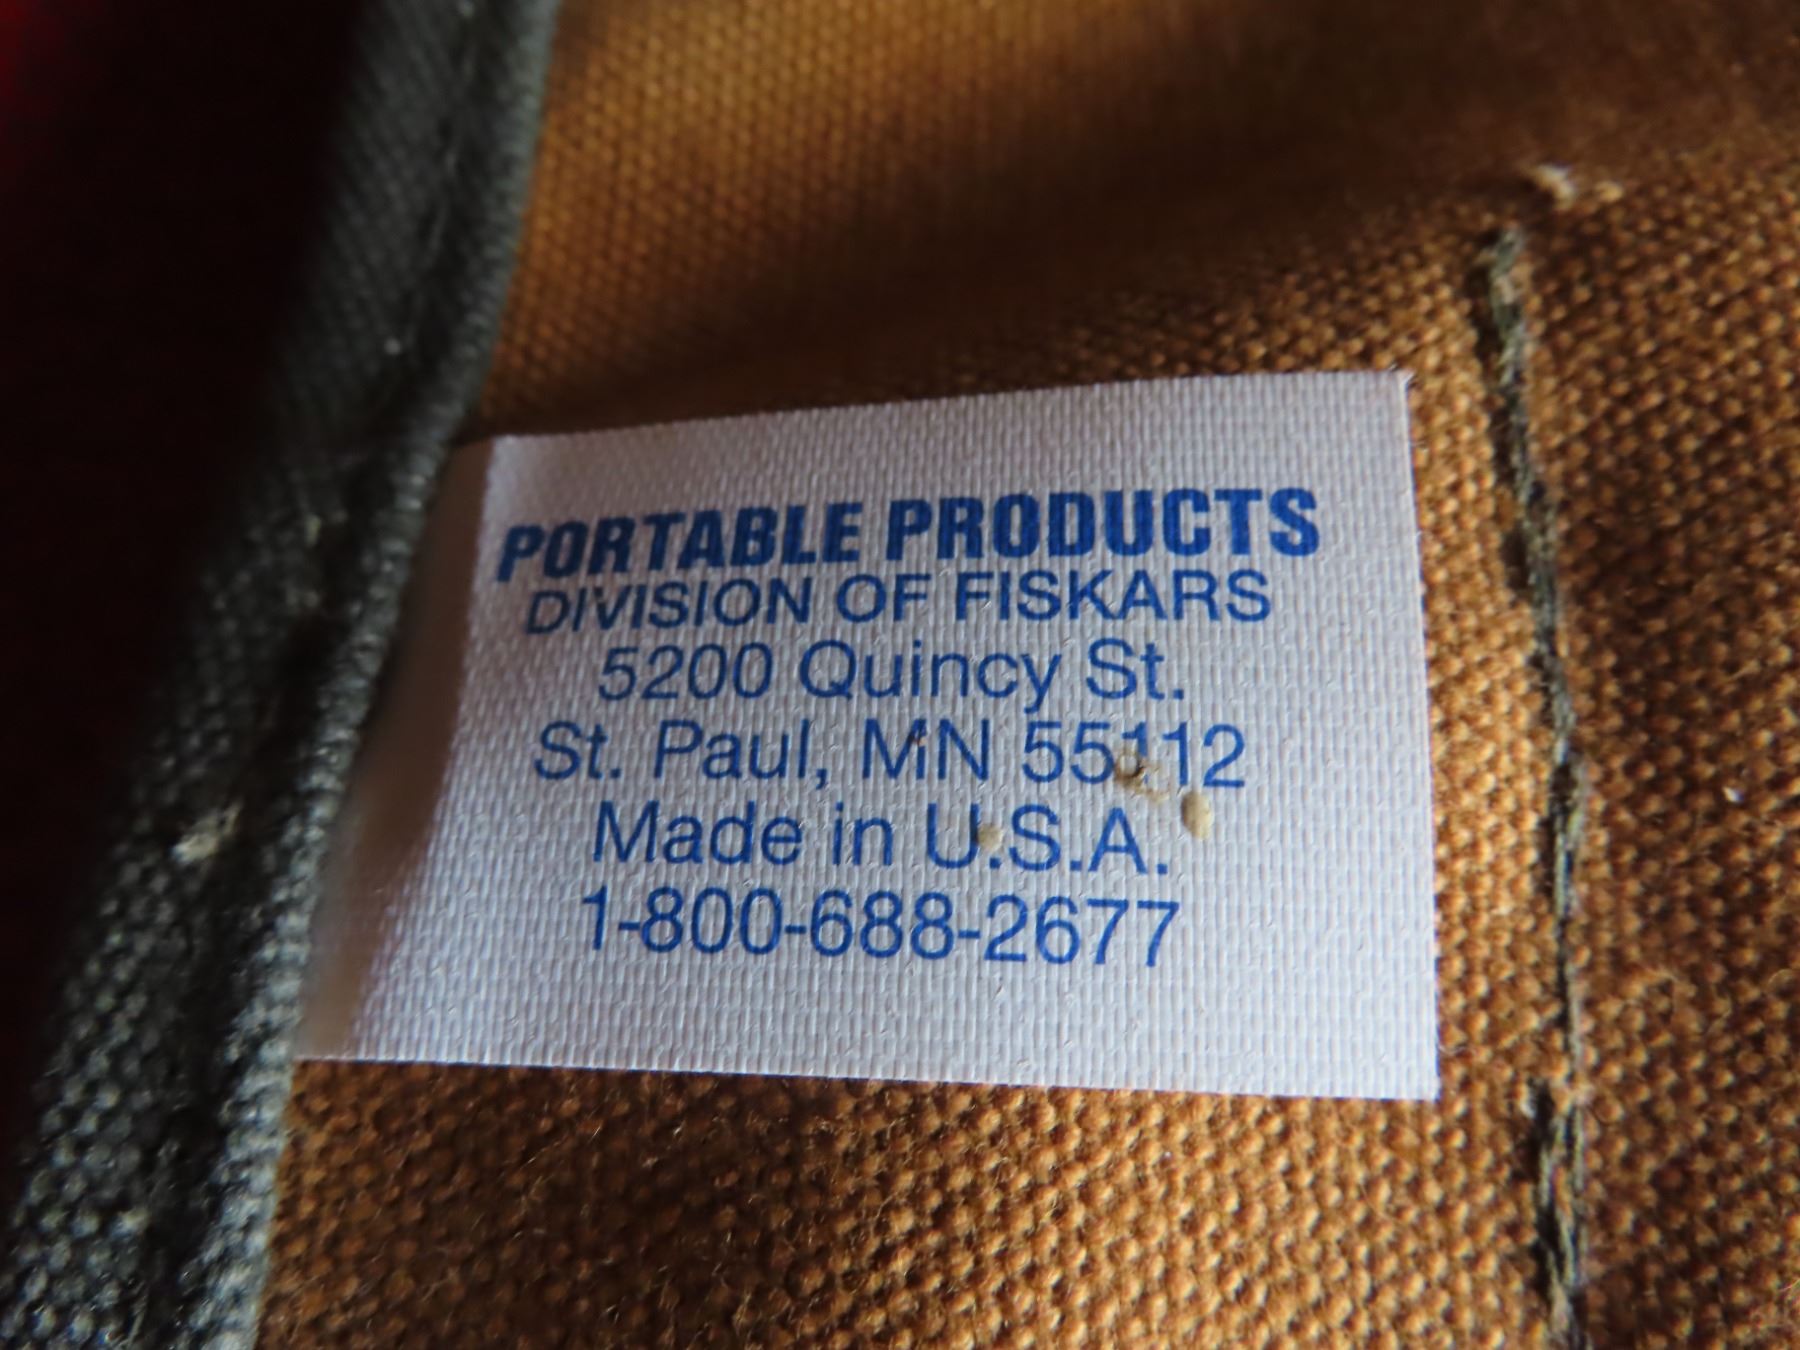 PORTABLE PRODUCTS
DIVISION OF FISKARS
5200 Quincy St.
St. Paul, MN 55112
Made in U.S.A.
1-800-688-2677